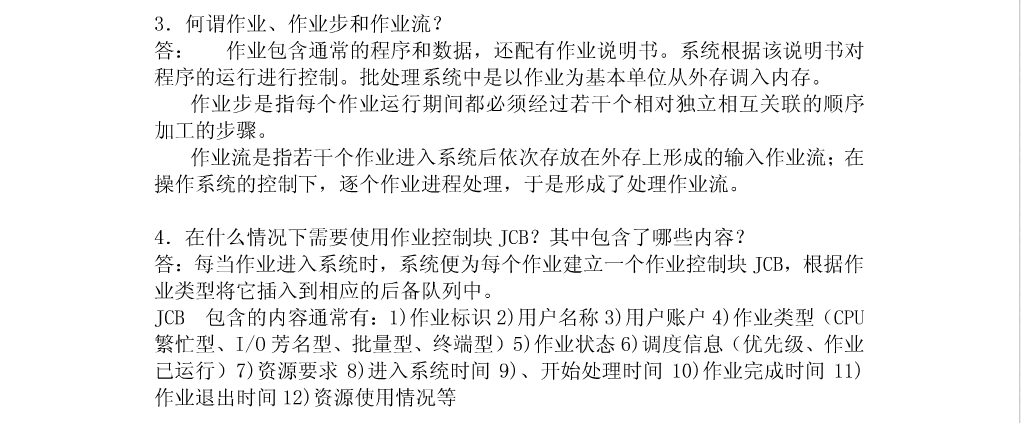 3．何谓作业、作业步和作业流？
答：　　作业包含通常的程序和数据，还配有作业说明书。系统根据该说明书对
程序的运行进行控制。批处理系统中是以作业为基本单位从外存调入内存。
作业步是指每个作业运行期间都必须经过若干个相对独立相互关联的顺序
加工的步骤。
作业流是指若干个作业进入系统后依次存放在外存上形成的输入作业流；在
操作系统的控制下，逐个作业进程处理，于是形成了处理作业流。
4．在什么情况下需要使用作业控制块 JCB？其中包含了哪些内容？
答：每当作业进入系统时，系统便为每个作业建立一个作业控制块 JCB，根据作
业类型将它插入到相应的后备队列中。
JCB  包含的内容通常有：1)作业标识 2)用户名称 3)用户账户 4)作业类型（CPU
繁忙型、I/O 芳名型、批量型、终端型）5)作业状态 6)调度信息（优先级、作业
已运行）7)资源要求 8)进入系统时间 9)、开始处理时间 10)作业完成时间 11)
作业退出时间 12)资源使用情况等